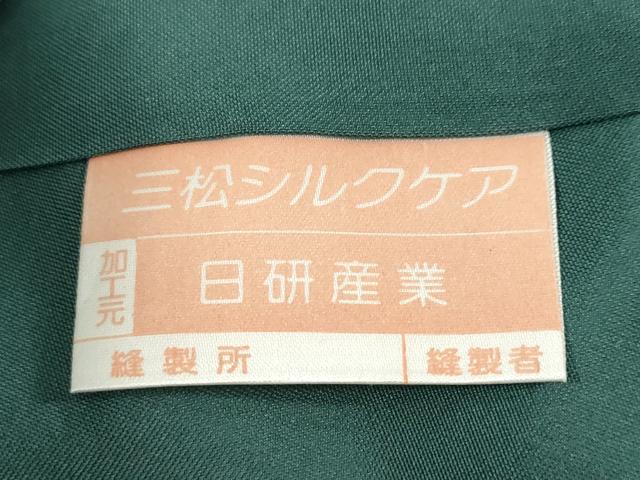 三松シルクケア
加工元 日研産業
縫製所 縫製者